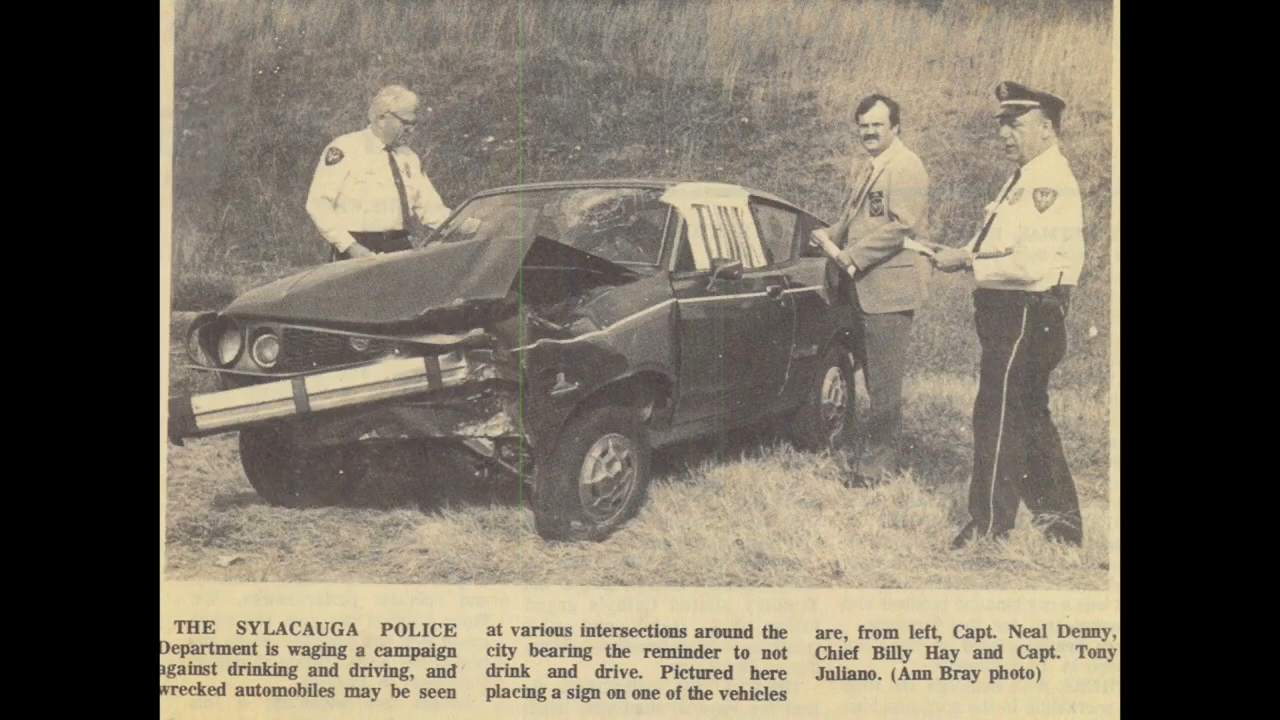 THINK
THE SYLACAUGA POLICE
Department is waging a campaign
against drinking and driving, and
wrecked automobiles may be seen
at various intersections around the
city bearing the reminder to not
drink and drive. Pictured here
placing a sign on one of the vehicles
are, from left, Capt. Neal Denny,
Chief Billy Hay and Capt. Tony
Juliano. (Ann Bray photo)